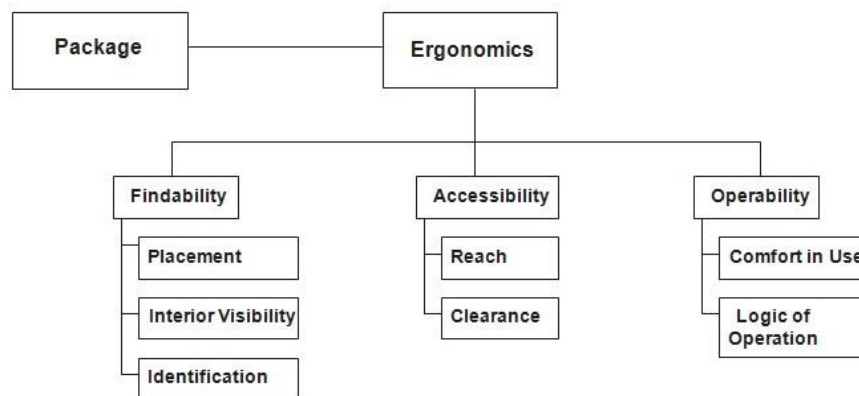 Package
Ergonomics
Findability
Accessibility
Operability
Placement
Reach
Comfort in Use
Interior Visibility
Clearance
Logic of
Operation
Identification